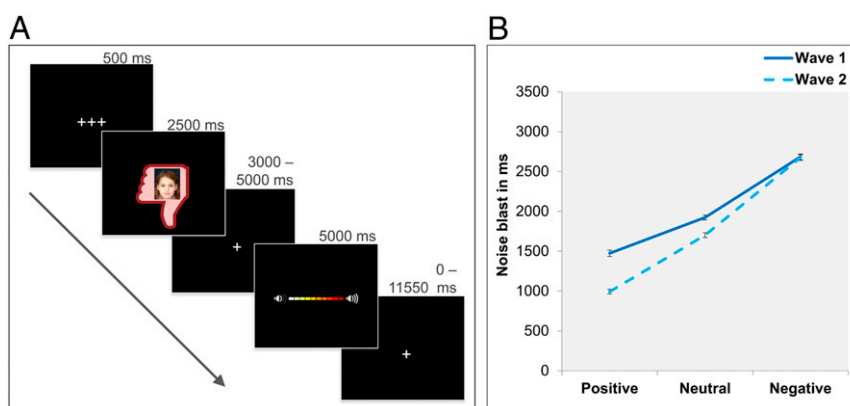 A
500 ms
+++
2500 ms
3000 –
5000 ms
+
5000 ms
0 –
11550 ms
+
B
Wave 1
Wave 2
3500
3000
2500
2000
1500
1000
500
0
Noise blast in ms
Positive Neutral Negative